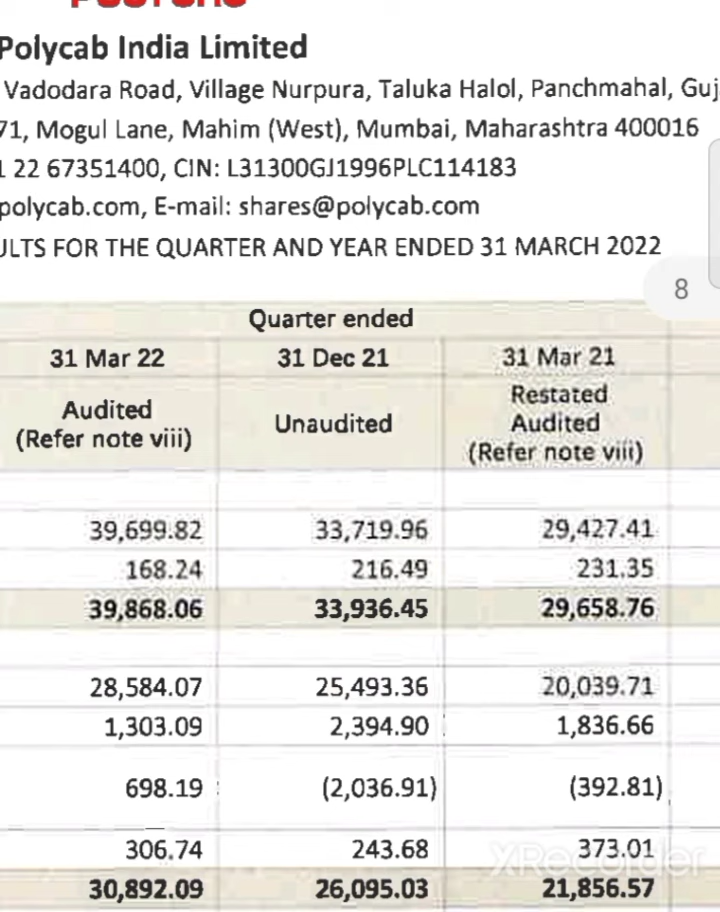 Polycab India Limited
Vadodara Road, Village Nurpura, Taluka Halol, Panchmahal, Guj
71, Mogul Lane, Mahim (West), Mumbai, Maharashtra 400016
22 67351400, CIN: L31300GJ1996PLC114183
polycab.com, E-mail: shares@polycab.com
ULTS FOR THE QUARTER AND YEAR ENDED 31 MARCH 2022
8
Quarter ended
31 Mar 22 31 Dec 21 31 Mar 21
Audited (Refer note viii) Unaudited Restated Audited (Refer note viii)
39,699.82 33,719.96 29,427.41
168.24 216.49 231.35
39,868.06 33,936.45 29,658.76
28,584.07 25,493.36 20,039.71
1,303.09 2,394.90 1,836.66
698.19 (2,036.91) (392.81)
306.74 243.68 373.01
XRecorder
30,892.09 26,095.03 21,856.57